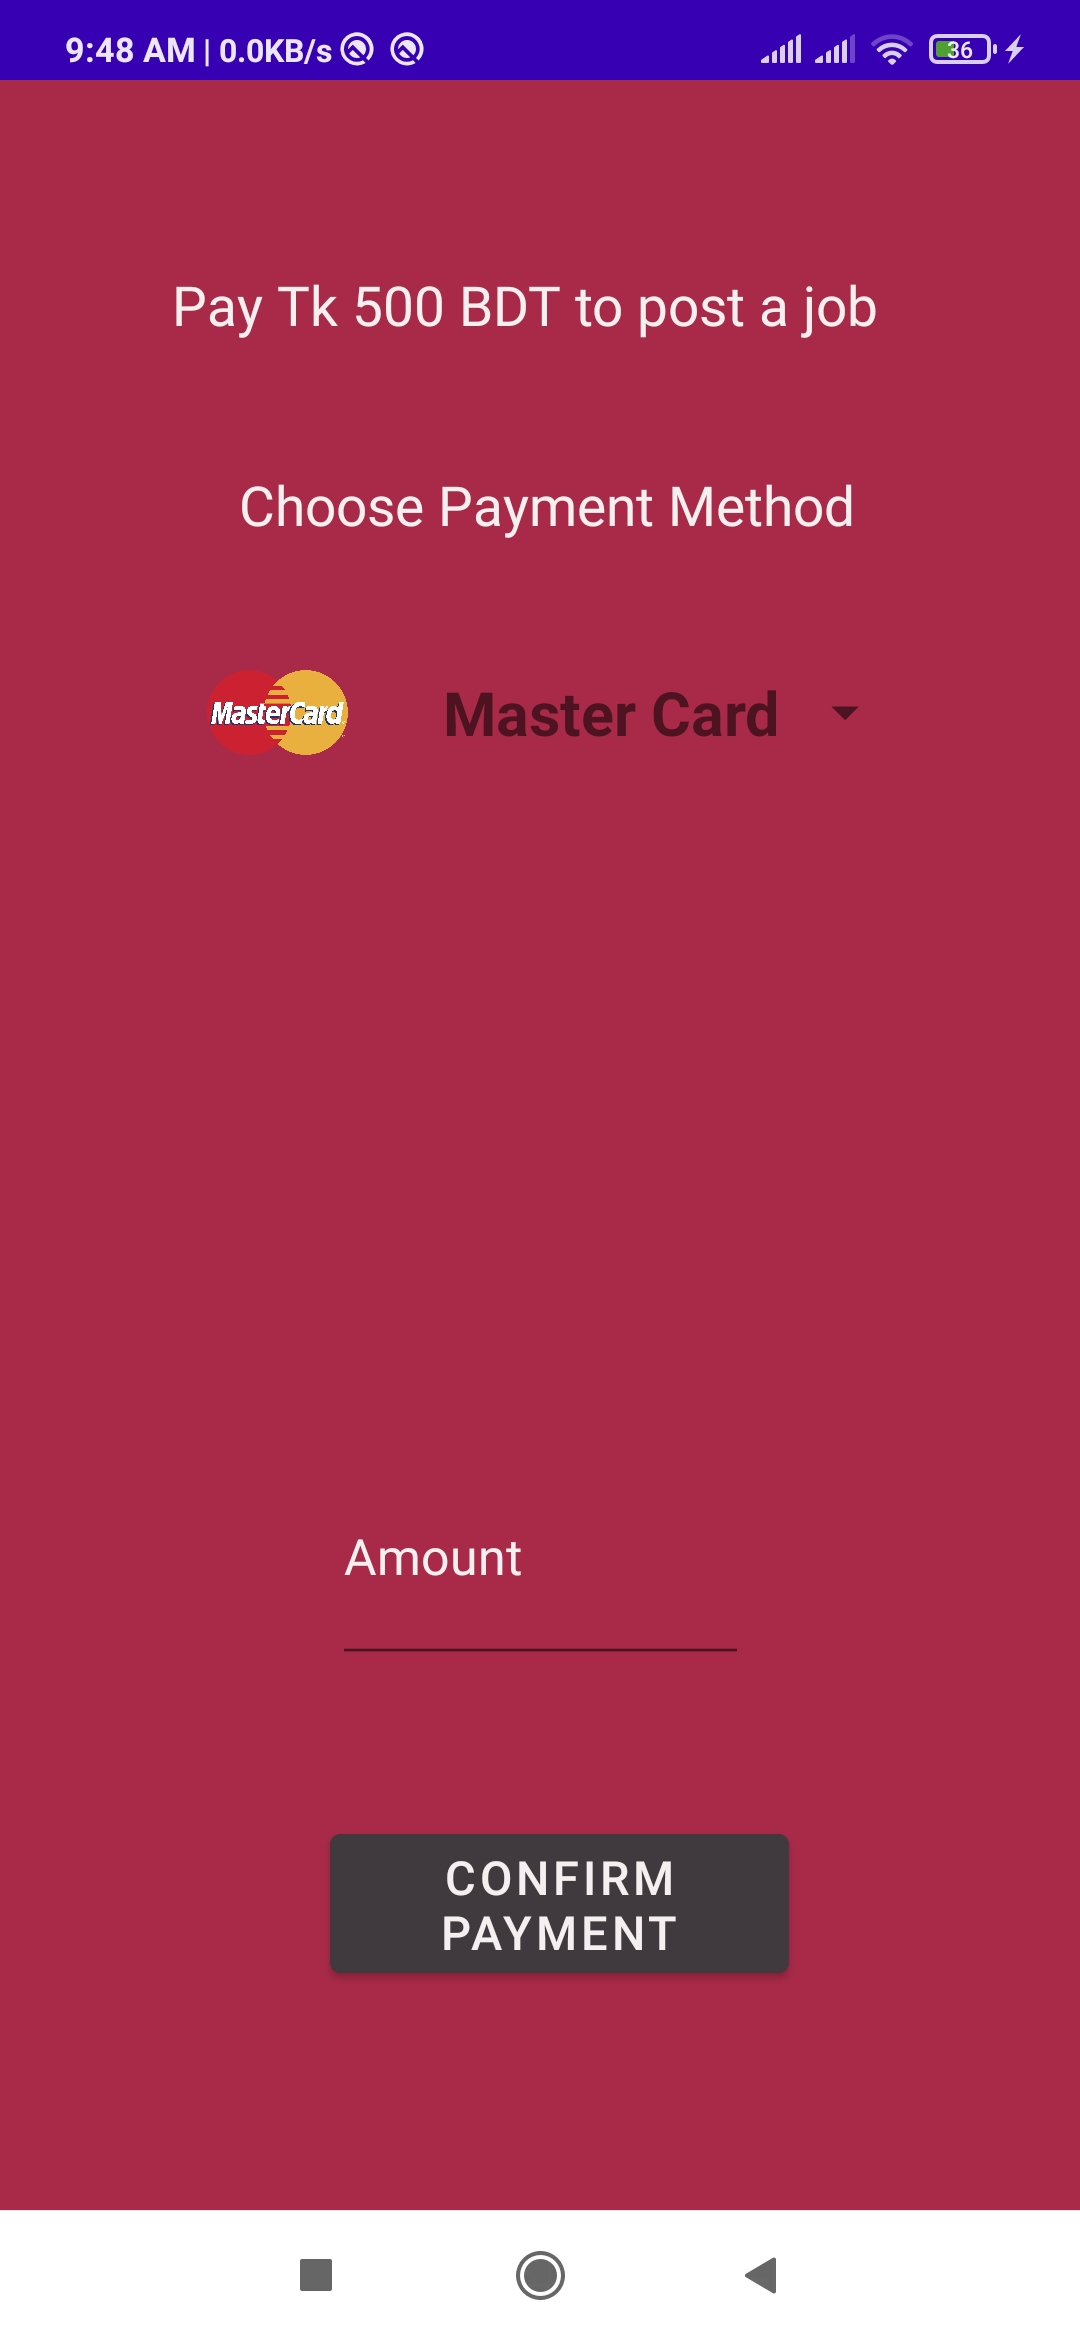 9:48 AM | 0.0KB/s 36
Pay Tk 500 BDT to post a job
Choose Payment Method
MasterCard Master Card
Amount
CONFIRM
PAYMENT